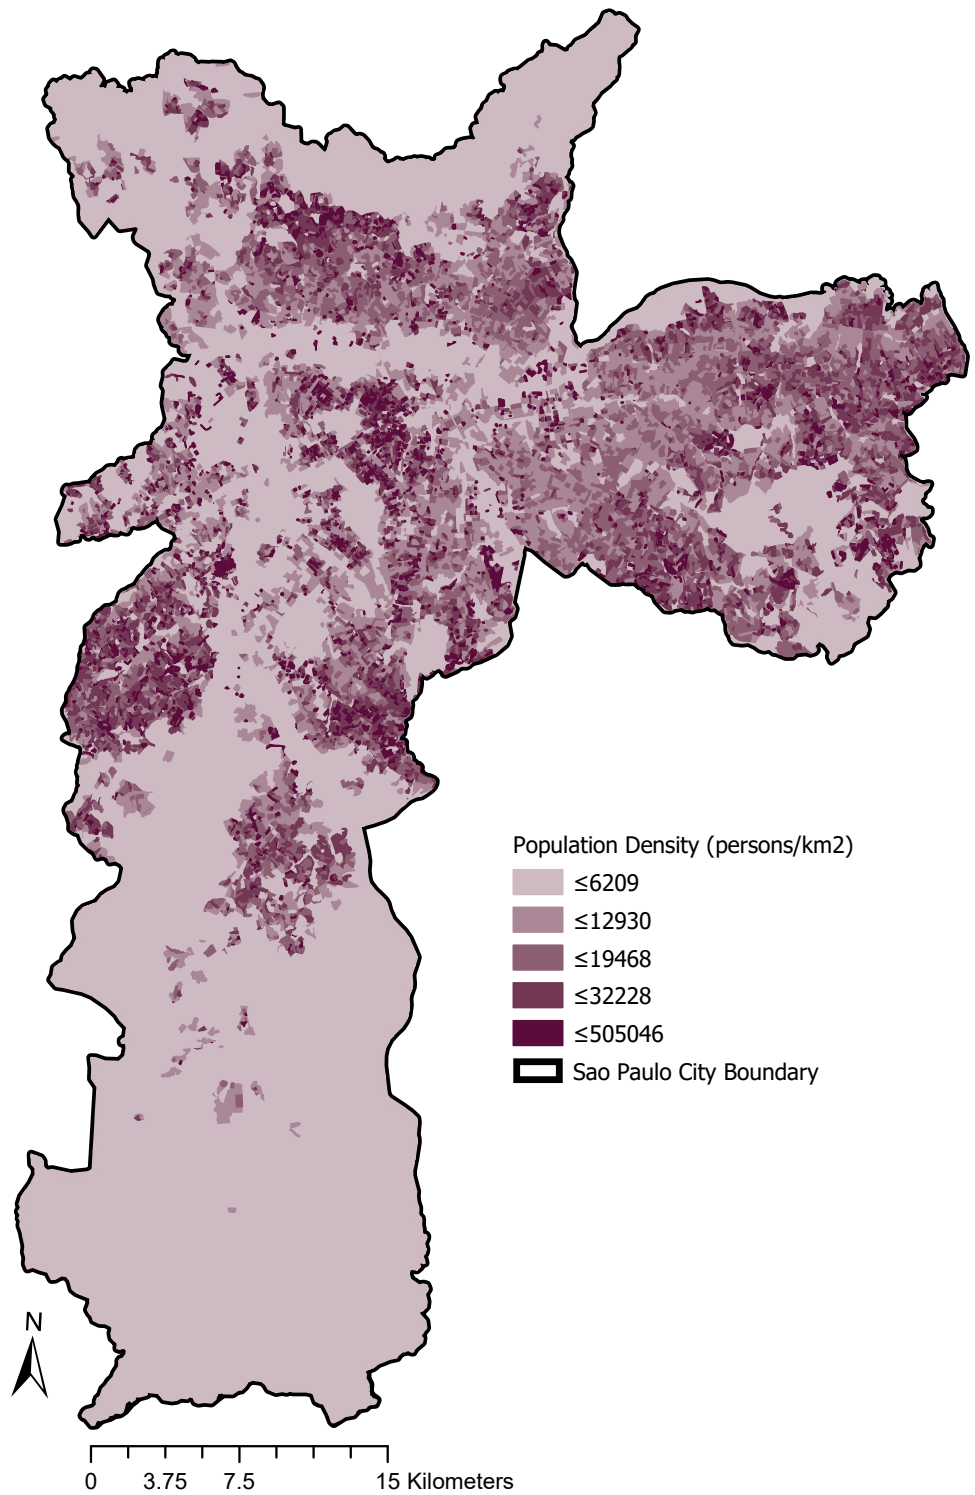 Population Density (persons/km2)
≤6209
≤12930
≤19468
≤32228
≤505046
Sao Paulo City Boundary
N
0 3.75 7.5 15 Kilometers